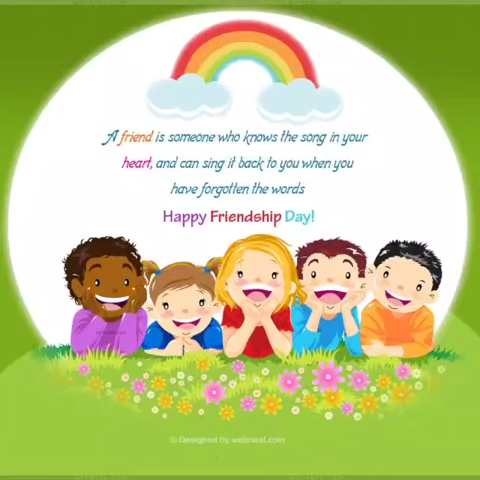 A friend is someone who knows the song in your
heart, and can sing it back to you when you
have forgotten the words
Happy Friendship Day!
© Designed by webneel.com